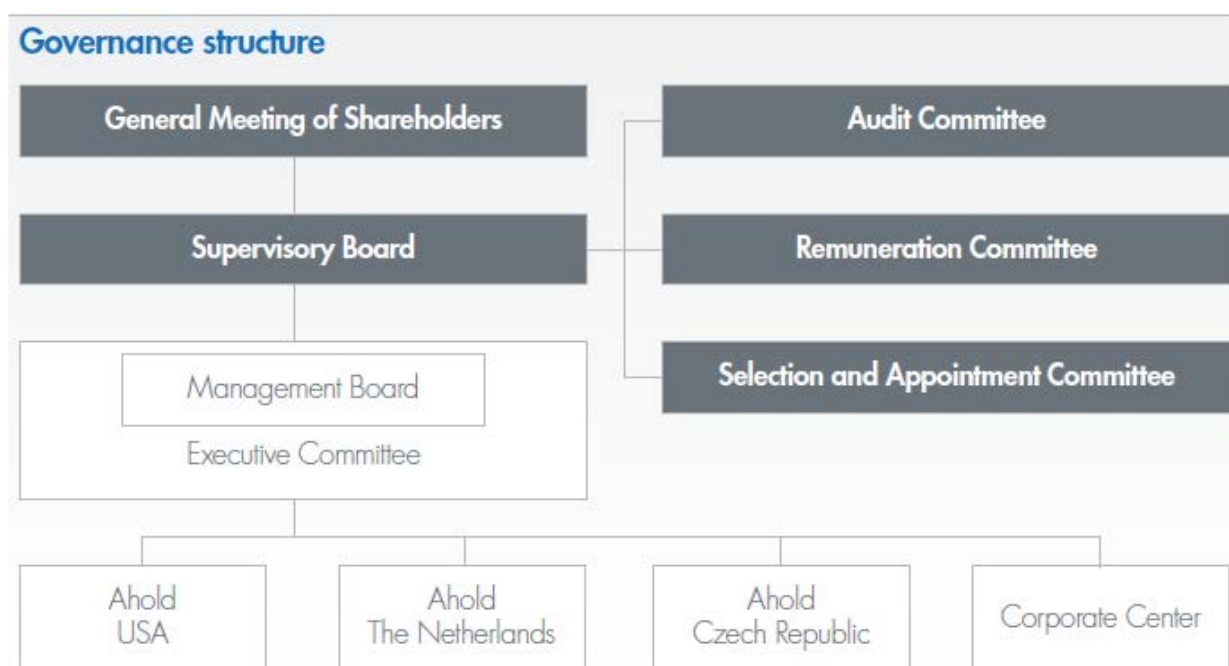 Governance structure
General Meeting of Shareholders
Audit Committee
Supervisory Board
Remuneration Committee
Selection and Appointment Committee
Management Board
Executive Committee
Ahold
USA
Ahold
The Netherlands
Ahold
Czech Republic
Corporate Center